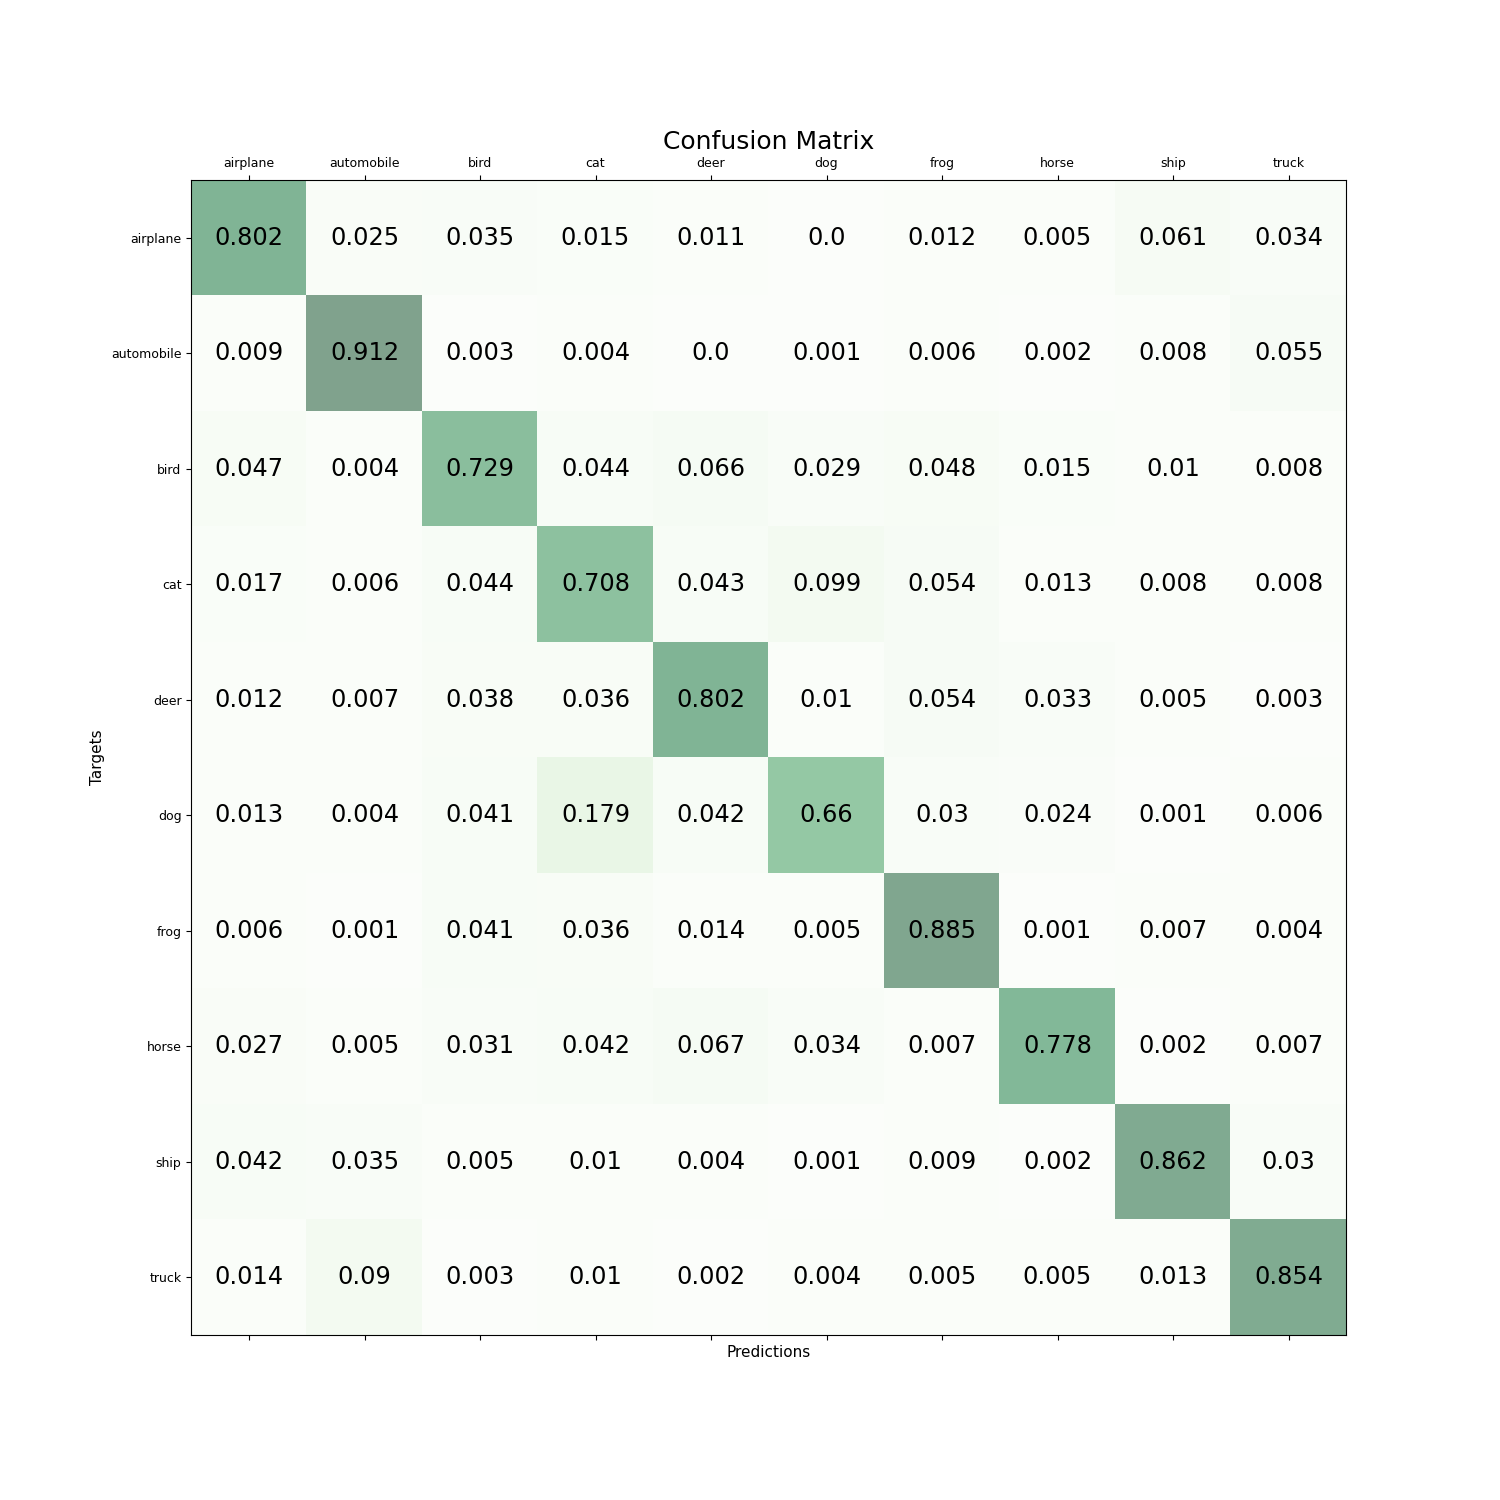 Confusion Matrix
airplane automobile bird cat deer dog frog horse ship truck
airplane 0.802 0.025 0.035 0.015 0.011 0.0 0.012 0.005 0.061 0.034
automobile 0.009 0.912 0.003 0.004 0.0 0.001 0.006 0.002 0.008 0.055
bird 0.047 0.004 0.729 0.044 0.066 0.029 0.048 0.015 0.01 0.008
cat 0.017 0.006 0.044 0.708 0.043 0.099 0.054 0.013 0.008 0.008
deer 0.012 0.007 0.038 0.036 0.802 0.01 0.054 0.033 0.005 0.003
Targets
dog 0.013 0.004 0.041 0.179 0.042 0.66 0.03 0.024 0.001 0.006
frog 0.006 0.001 0.041 0.036 0.014 0.005 0.885 0.001 0.007 0.004
horse 0.027 0.005 0.031 0.042 0.067 0.034 0.007 0.778 0.002 0.007
ship 0.042 0.035 0.005 0.01 0.004 0.001 0.009 0.002 0.862 0.03
truck 0.014 0.09 0.003 0.01 0.002 0.004 0.005 0.005 0.013 0.854
Predictions